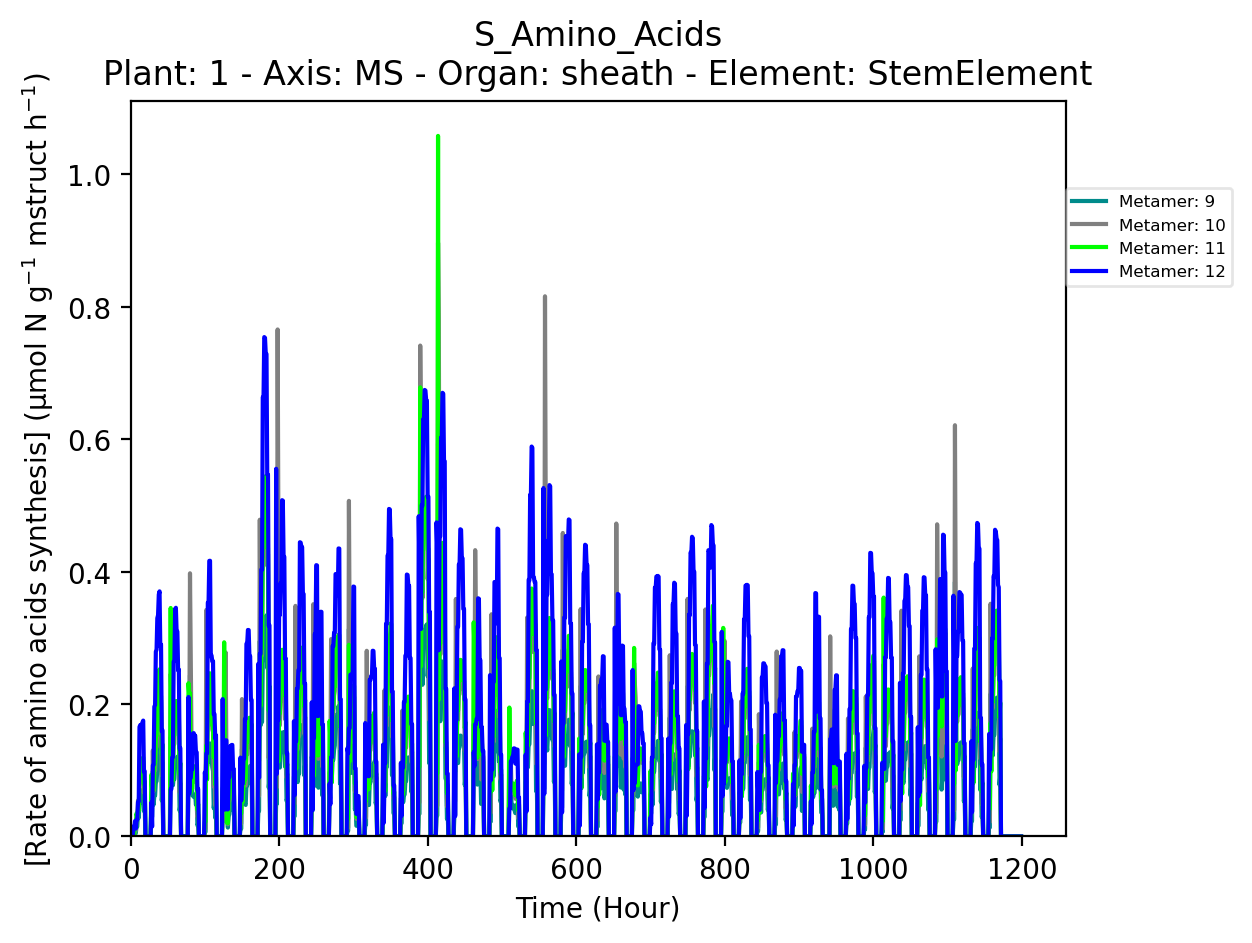 S_Amino_Acids
Plant: 1 - Axis: MS - Organ: sheath - Element: StemElement
[Rate of amino acids synthesis] (µmol N g⁻¹ mstruct h⁻¹)
1.0
0.8
0.6
0.4
0.2
0.0
0 200 400 600 800 1000 1200
Time (Hour)
Metamer: 9
Metamer: 10
Metamer: 11
Metamer: 12